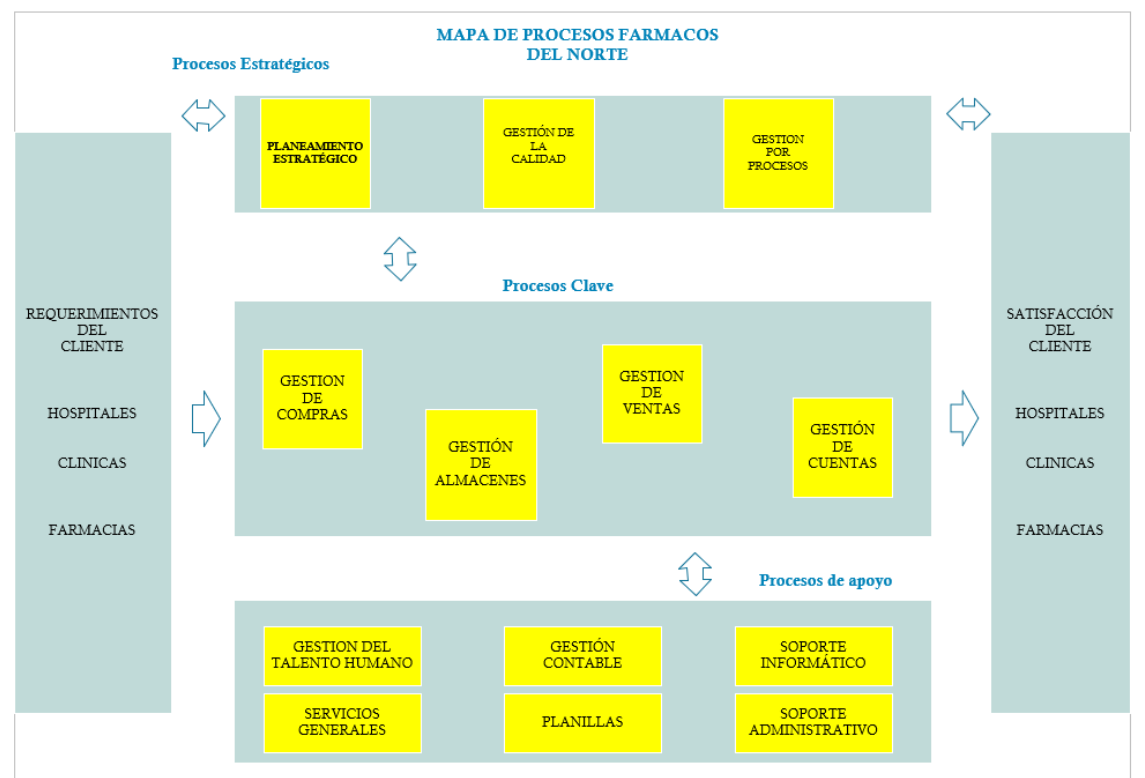 MAPA DE PROCESOS FARMACOS
DEL NORTE
Procesos Estratégicos
PLANEAMIENTO
ESTRATÉGICO
GESTIÓN DE
LA
CALIDAD
GESTION
POR
PROCESOS
Procesos Clave
REQUERIMIENTOS
DEL
CLIENTE
HOSPITALES
CLINICAS
FARMACIAS
GESTION
DE
COMPRAS
GESTIÓN
DE
ALMACENES
GESTION
DE
VENTAS
GESTIÓN
DE
CUENTAS
SATISFACCIÓN
DEL
CLIENTE
HOSPITALES
CLINICAS
FARMACIAS
Procesos de apoyo
GESTION DEL
TALENTO HUMANO
GESTIÓN
CONTABLE
SOPORTE
INFORMÁTICO
SERVICIOS
GENERALES
PLANILLAS
SOPORTE
ADMINISTRATIVO